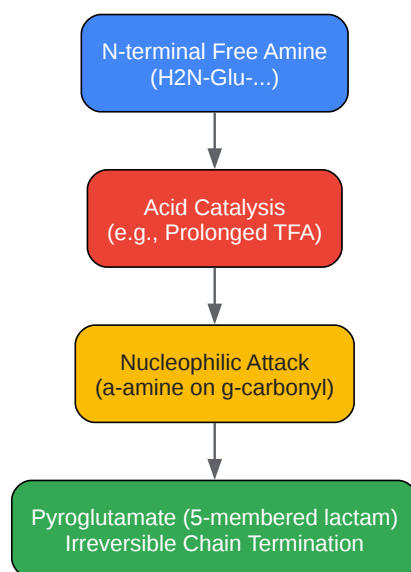 N-terminal Free Amine
(H2N-Glu-...)
Acid Catalysis
(e.g., Prolonged TFA)
Nucleophilic Attack
(a-amine on g-carbonyl)
Pyroglutamate (5-membered lactam)
Irreversible Chain Termination